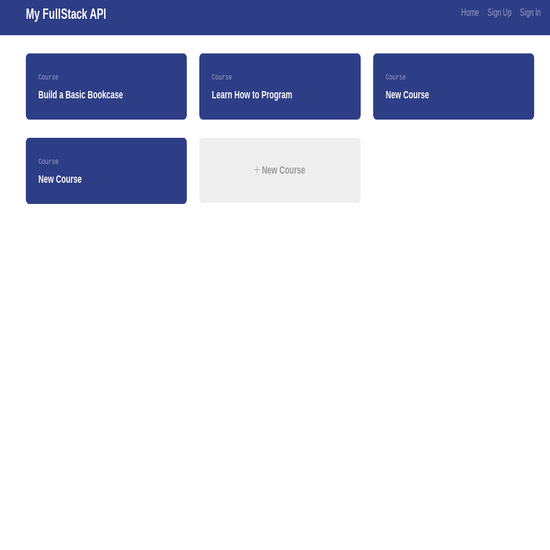 My FullStack API
Home Sign Up Sign In
Course
Build a Basic Bookcase
Course
Learn How to Program
Course
New Course
Course
New Course
+ New Course